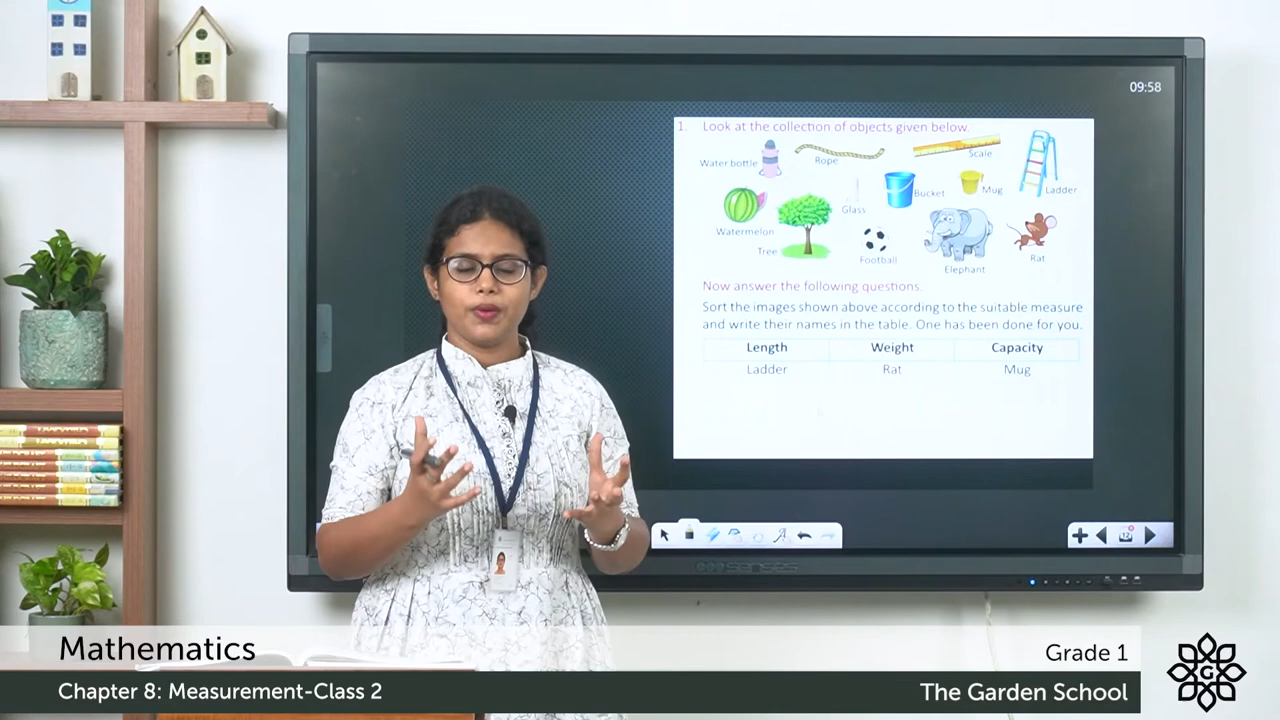 09:58
1. Look at the collection of objects given below.
Water bottle
Rope
Scale
Ladder
Watermelon
Tree
Glass
Bucket
Mug
Football
Elephant
Rat
Now answer the following questions.
Sort the images shown above according to the suitable measure
and write their names in the table. One has been done for you.
Length Weight Capacity
Ladder Rat Mug
Mathematics
Grade 1
Chapter 8: Measurement-Class 2
The Garden School
G